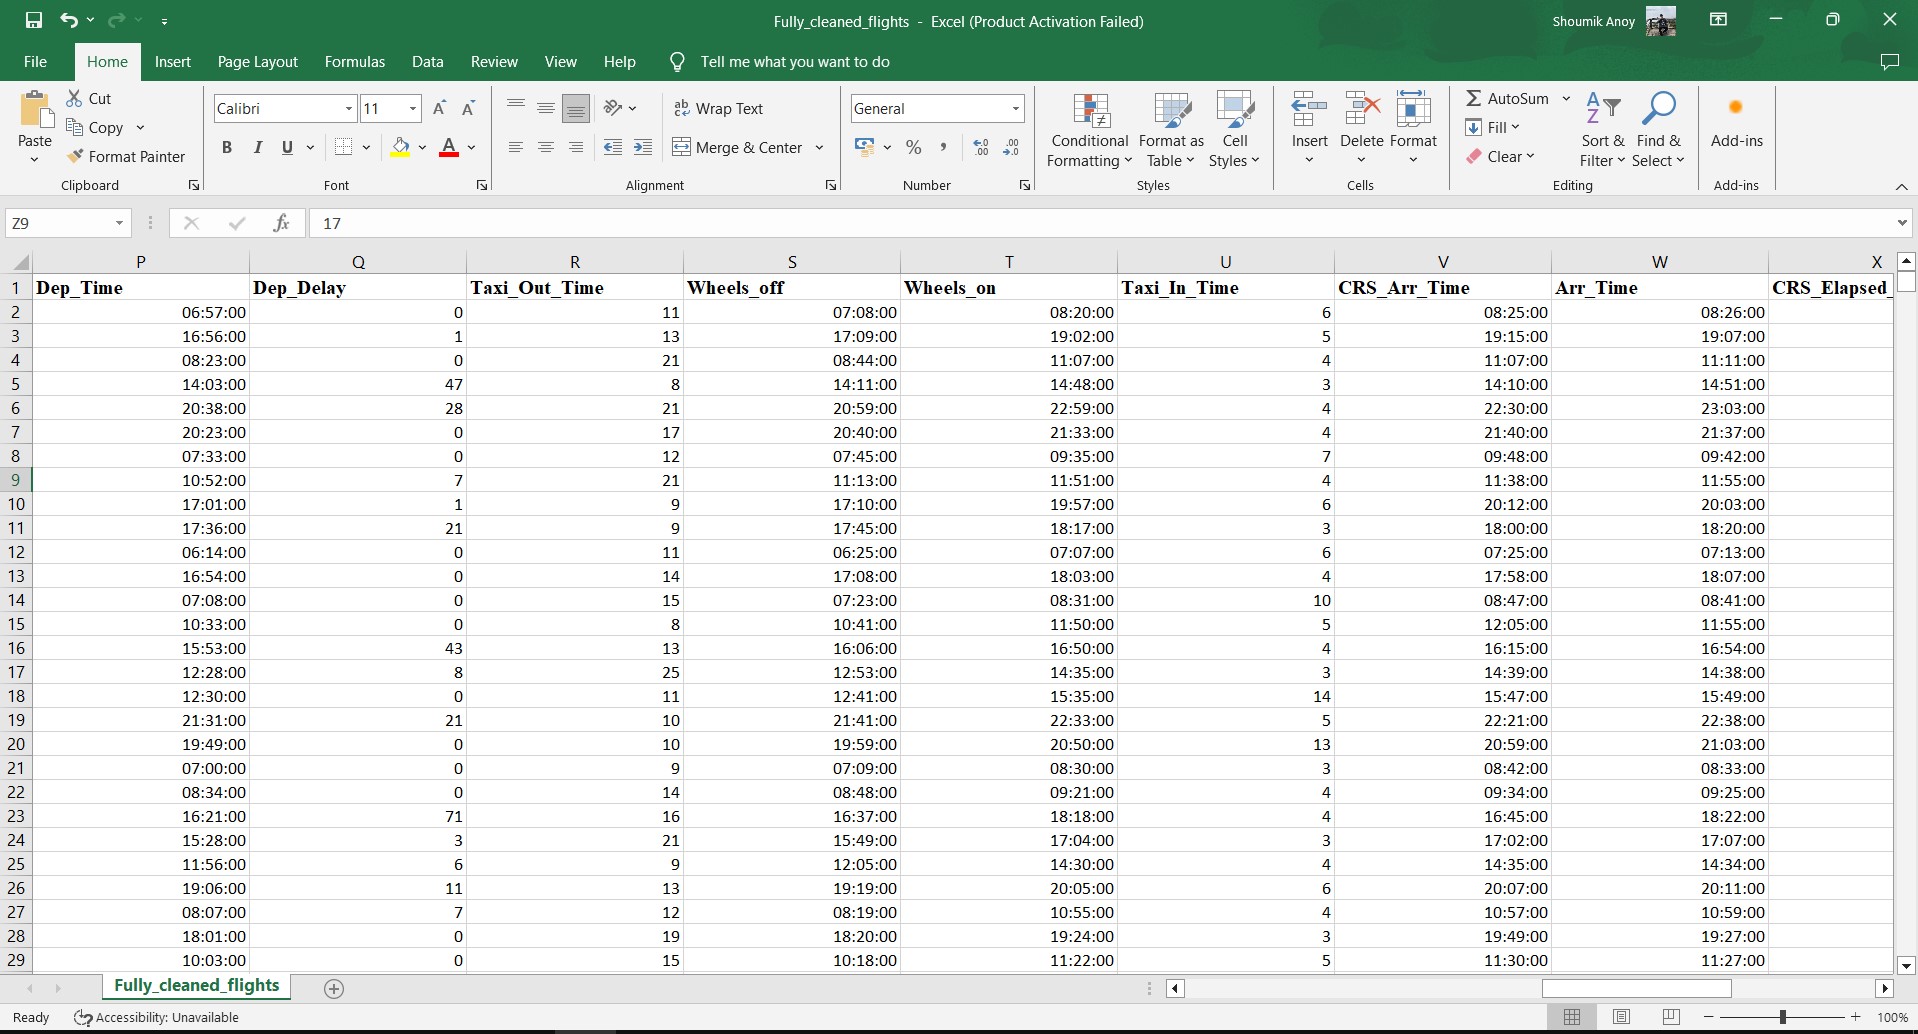 Fully_cleaned_flights - Excel (Product Activation Failed)
Shoumik Anoy
File Home Insert Page Layout Formulas Data Review View Help Tell me what you want to do
Paste
Cut
Copy
Format Painter
Clipboard
Calibri 11
B I U A
Font
Wrap Text
Merge & Center
Alignment
General
% ,
Number
Conditional Formatting
Format as Table
Cell Styles
Styles
Insert Delete Format
Cells
AutoSum
Fill
Clear
Sort & Filter
Find & Select
Editing
Add-ins
Add-ins
Z9 fx 17
P Q R S T U V W X
1 Dep_Time Dep_Delay Taxi_Out_Time Wheels_off Wheels_on Taxi_In_Time CRS_Arr_Time Arr_Time CRS_Elapsed_
2 06:57:00 0 11 07:08:00 08:20:00 6 08:25:00 08:26:00
3 16:56:00 1 13 17:09:00 19:02:00 5 19:15:00 19:07:00
4 08:23:00 0 21 08:44:00 11:07:00 4 11:07:00 11:11:00
5 14:03:00 47 8 14:11:00 14:48:00 3 14:10:00 14:51:00
6 20:38:00 28 21 20:59:00 22:59:00 4 22:30:00 23:03:00
7 20:23:00 0 17 20:40:00 21:33:00 4 21:40:00 21:37:00
8 07:33:00 0 12 07:45:00 09:35:00 7 09:48:00 09:42:00
9 10:52:00 7 21 11:13:00 11:51:00 4 11:38:00 11:55:00
10 17:01:00 1 9 17:10:00 19:57:00 6 20:12:00 20:03:00
11 17:36:00 21 9 17:45:00 18:17:00 3 18:00:00 18:20:00
12 06:14:00 0 11 06:25:00 07:07:00 6 07:25:00 07:13:00
13 16:54:00 0 14 17:08:00 18:03:00 4 17:58:00 18:07:00
14 07:08:00 0 15 07:23:00 08:31:00 10 08:47:00 08:41:00
15 10:33:00 0 8 10:41:00 11:50:00 5 12:05:00 11:55:00
16 15:53:00 43 13 16:06:00 16:50:00 4 16:15:00 16:54:00
17 12:28:00 8 25 12:53:00 14:35:00 3 14:39:00 14:38:00
18 12:30:00 0 11 12:41:00 15:35:00 14 15:47:00 15:49:00
19 21:31:00 21 10 21:41:00 22:33:00 5 22:21:00 22:38:00
20 19:49:00 0 10 19:59:00 20:50:00 13 20:59:00 21:03:00
21 07:00:00 0 9 07:09:00 08:30:00 3 08:42:00 08:33:00
22 08:34:00 0 14 08:48:00 09:21:00 4 09:34:00 09:25:00
23 16:21:00 71 16 16:37:00 18:18:00 4 16:45:00 18:22:00
24 15:28:00 3 21 15:49:00 17:04:00 3 17:02:00 17:07:00
25 11:56:00 6 9 12:05:00 14:30:00 4 14:35:00 14:34:00
26 19:06:00 11 13 19:19:00 20:05:00 6 20:07:00 20:11:00
27 08:07:00 7 12 08:19:00 10:55:00 4 10:57:00 10:59:00
28 18:01:00 0 19 18:20:00 19:24:00 3 19:49:00 19:27:00
29 10:03:00 0 15 10:18:00 11:22:00 5 11:30:00 11:27:00
Fully_cleaned_flights
Ready Accessibility: Unavailable 100%